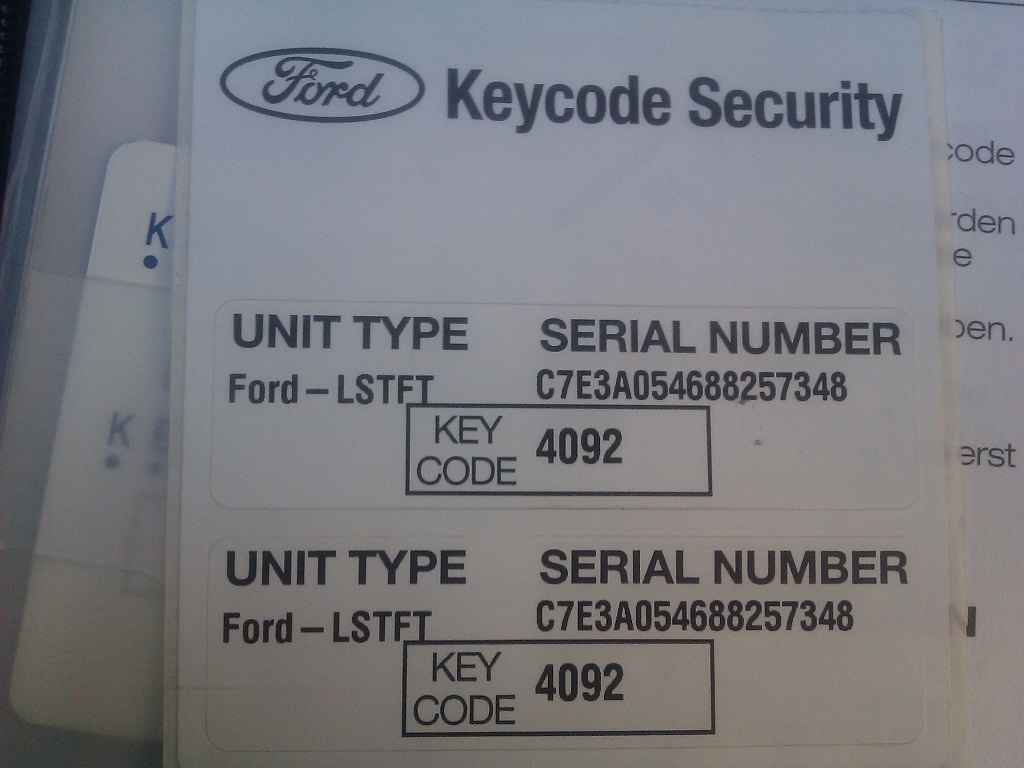 Ford Keycode Security
code
rden
K
e
UNIT TYPE SERIAL NUMBER
Ford – LSTFT C7E3A054688257348
KEY CODE 4092
K
erst
UNIT TYPE SERIAL NUMBER
Ford – LSTFT C7E3A054688257348
KEY CODE 4092